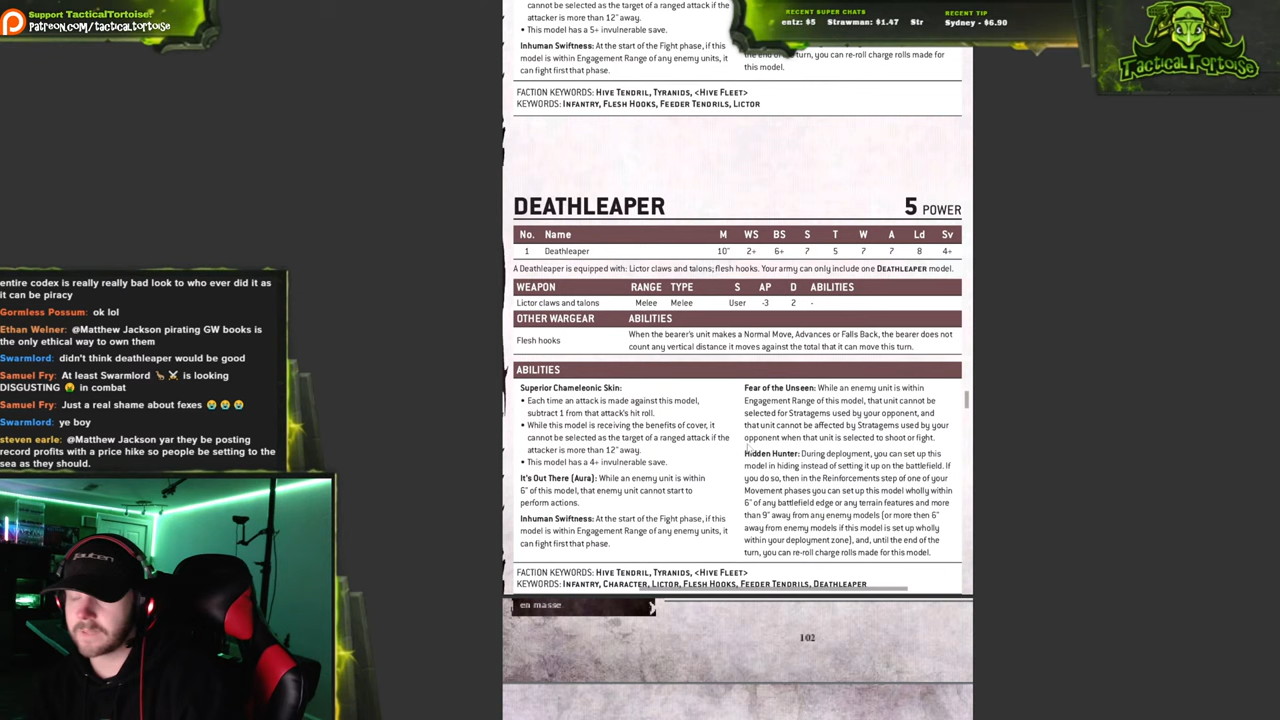 Support TacticalTortoise!
patreon.com/tactical.tortoise
RECENT SUPER CHATS
entz: $5 Strawman: $1.47 Str
RECENT TIP
Sydney - $6.90
TACTICALTORTOISE
cannot be selected as the target of a ranged attack if the
attacker is more than 12" away.
• This model has a 5+ invulnerable save.
Inhuman Swiftness: At the start of the Fight phase, if this
model is within Engagement Range of any enemy units, it
can fight first that phase.
the end of the turn, you can re-roll charge rolls made for
this model.
FACTION KEYWORDS: HIVE TENDRIL, TYRANIDS, <HIVE FLEET>
KEYWORDS: INFANTRY, FLESH HOOKS, FEEDER TENDRILS, LICTOR
DEATHLEAPER 5 POWER
No. Name M WS BS S T W A Ld Sv
1 Deathleaper 10" 2+ 6+ 7 5 7 7 8 4+
A Deathleaper is equipped with: Lictor claws and talons; flesh hooks. Your army can only include one DEATHLEAPER model.
WEAPON RANGE TYPE S AP D ABILITIES
Lictor claws and talons Melee Melee User -3 2 -
OTHER WARGEAR ABILITIES
Flesh hooks
When the bearer's unit makes a Normal Move, Advances or Falls Back, the bearer does not
count any vertical distance it moves against the total that it can move this turn.
ABILITIES
Superior Chameleonic Skin:
• Each time an attack is made against this model,
subtract 1 from that attack's hit roll.
• While this model is receiving the benefits of cover, it
cannot be selected as the target of a ranged attack if the
attacker is more than 12" away.
• This model has a 4+ invulnerable save.
It's Out There (Aura): While an enemy unit is within
6" of this model, that enemy unit cannot start to
perform actions.
Inhuman Swiftness: At the start of the Fight phase, if this
model is within Engagement Range of any enemy units, it
can fight first that phase.
Fear of the Unseen: While an enemy unit is within
Engagement Range of this model, that unit cannot be
selected for Stratagems used by your opponent, and
that unit cannot be affected by Stratagems used by your
opponent when that unit is selected to shoot or fight.
Hidden Hunter: During deployment, you can set up this
model in hiding instead of setting it up on the battlefield. If
you do so, then in the Reinforcements step of one of your
Movement phases you can set up this model wholly within
6" of any battlefield edge or any terrain features and more
than 9" away from any enemy models (or more then 6"
away from enemy models if this model is set up wholly
within your deployment zone), and, until the end of the
turn, you can re-roll charge rolls made for this model.
FACTION KEYWORDS: HIVE TENDRIL, TYRANIDS, <HIVE FLEET>
KEYWORDS: INFANTRY, CHARACTER, LICTOR, FLESH HOOKS, FEEDER TENDRILS, DEATHLEAPER
en masse.
102
entire codex is really really bad look to who ever did it as
it can be piracy
Gormless Possum: ok lol
Ethan Welner: @Matthew Jackson pirating GW books is
the only ethical way to own them
Swarmlord: didn't think deathleaper would be good
Samuel Fry: At least Swarmlord 🦒⚔️ is looking
DISGUSTING 🤢 in combat
Samuel Fry: Just a real shame about fexes 😭😭😭
Swarmlord: ye boy
steven earle: @Matthew Jackson yar they be posting
record profits with a price hike so people be setting to the
sea as they should.